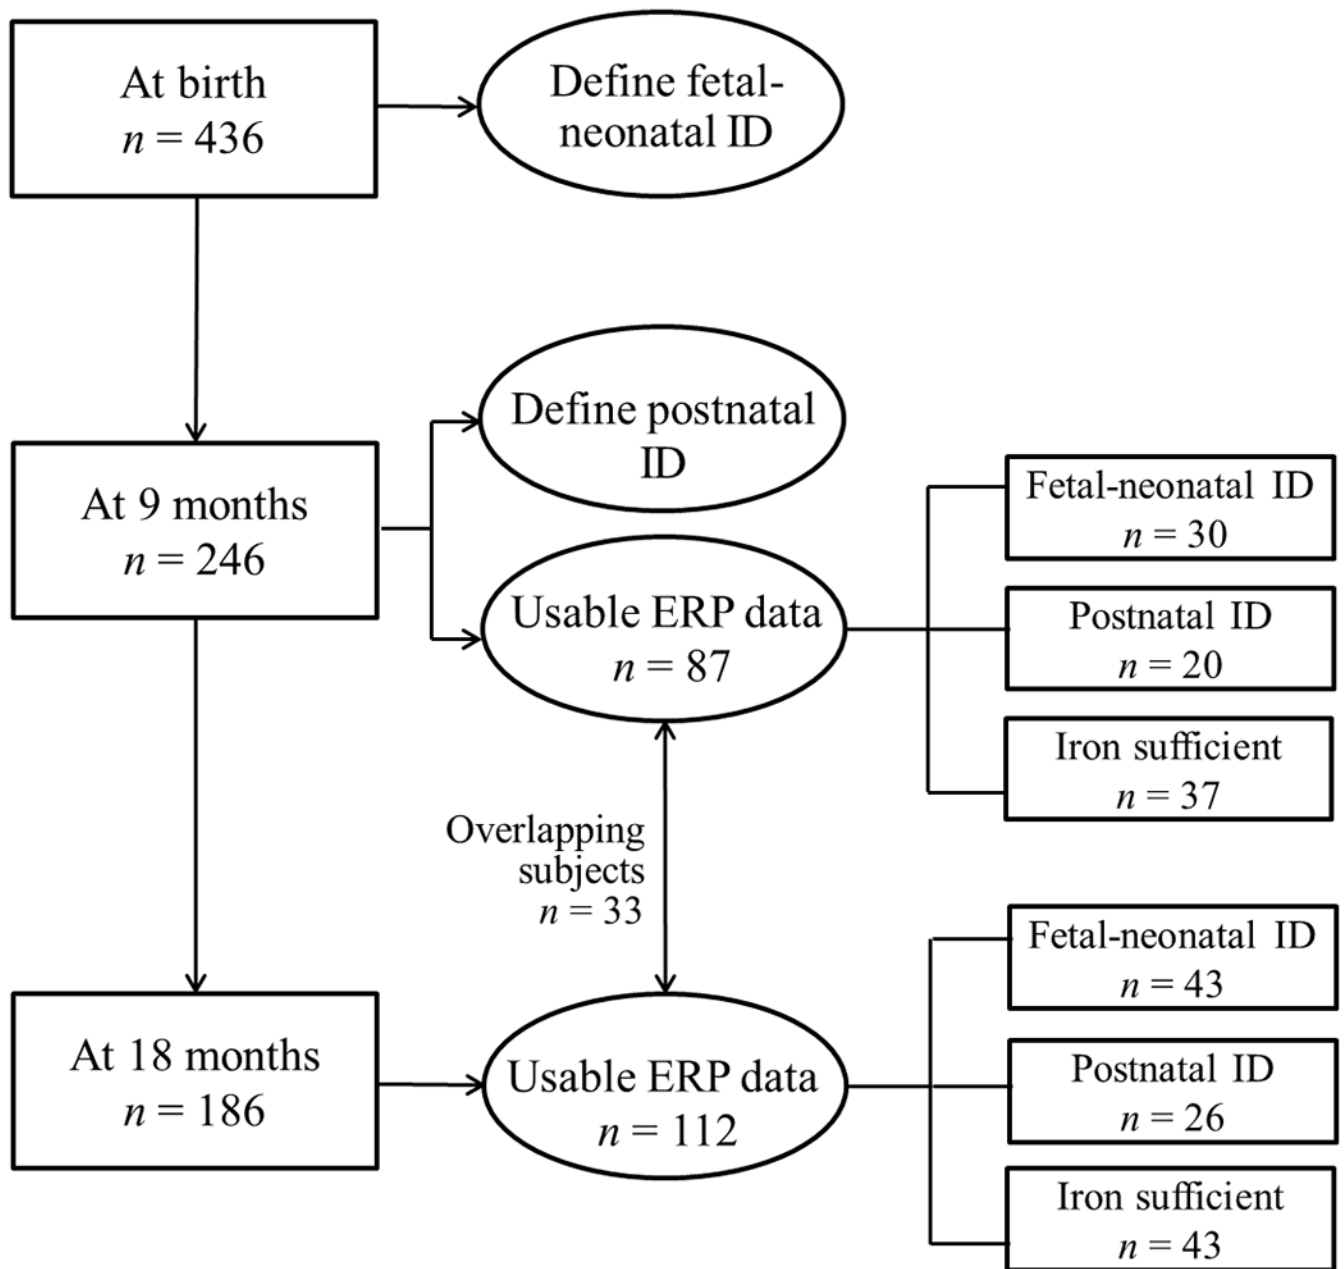 At birth
n = 436
Define fetal-
neonatal ID
At 9 months
n = 246
Define postnatal
ID
Usable ERP data
n = 87
Fetal-neonatal ID
n = 30
Postnatal ID
n = 20
Iron sufficient
n = 37
Overlapping
subjects
n = 33
At 18 months
n = 186
Usable ERP data
n = 112
Fetal-neonatal ID
n = 43
Postnatal ID
n = 26
Iron sufficient
n = 43